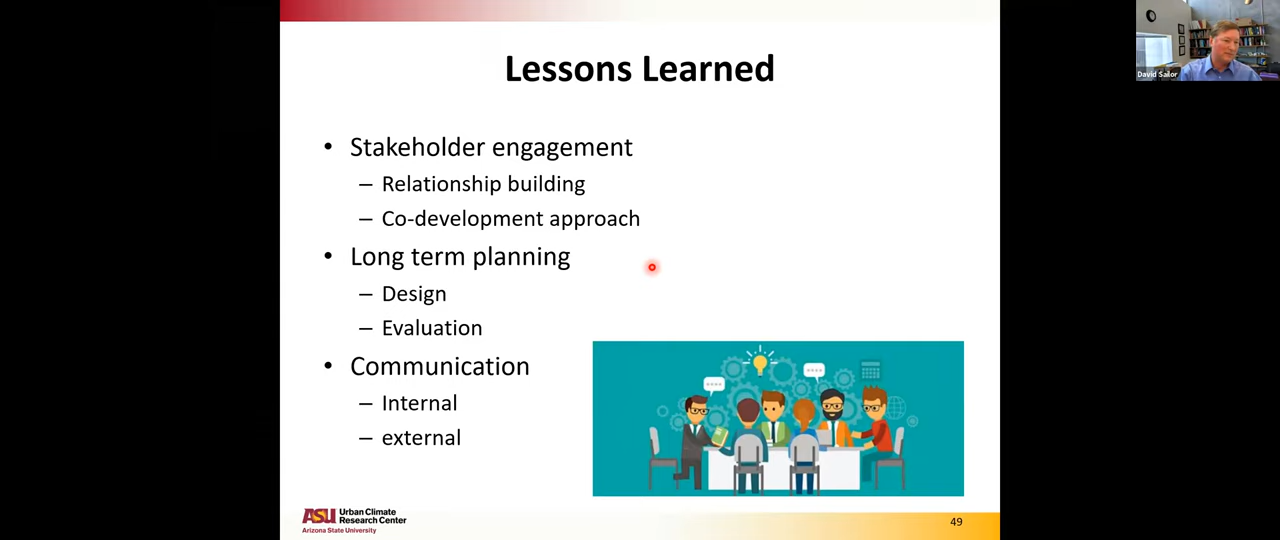 Lessons Learned
• Stakeholder engagement
– Relationship building
– Co-development approach
• Long term planning
– Design
– Evaluation
• Communication
– Internal
– external
ASU Urban Climate
Research Center
Arizona State University
49
David Sailor